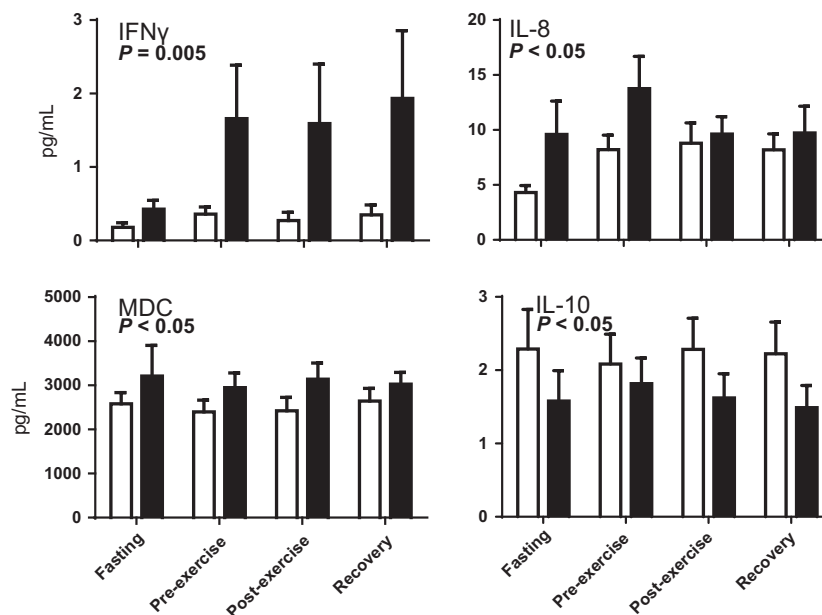 IFNγ
P = 0.005
3
2
1
0
pg/mL
IL-8
P < 0.05
20
15
10
5
0
MDC
P < 0.05
5000
4000
3000
2000
1000
0
pg/mL
Fasting
Pre-exercise
Post-exercise
Recovery
IL-10
P < 0.05
3
2
1
0
Fasting
Pre-exercise
Post-exercise
Recovery